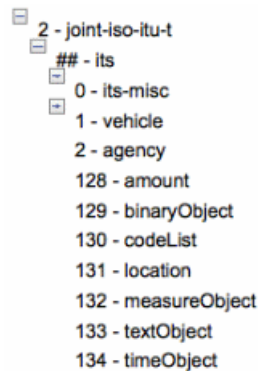 2 - joint-iso-itu-t
## - its
0 - its-misc
1 - vehicle
2 - agency
128 - amount
129 - binaryObject
130 - codeList
131 - location
132 - measureObject
133 - textObject
134 - timeObject